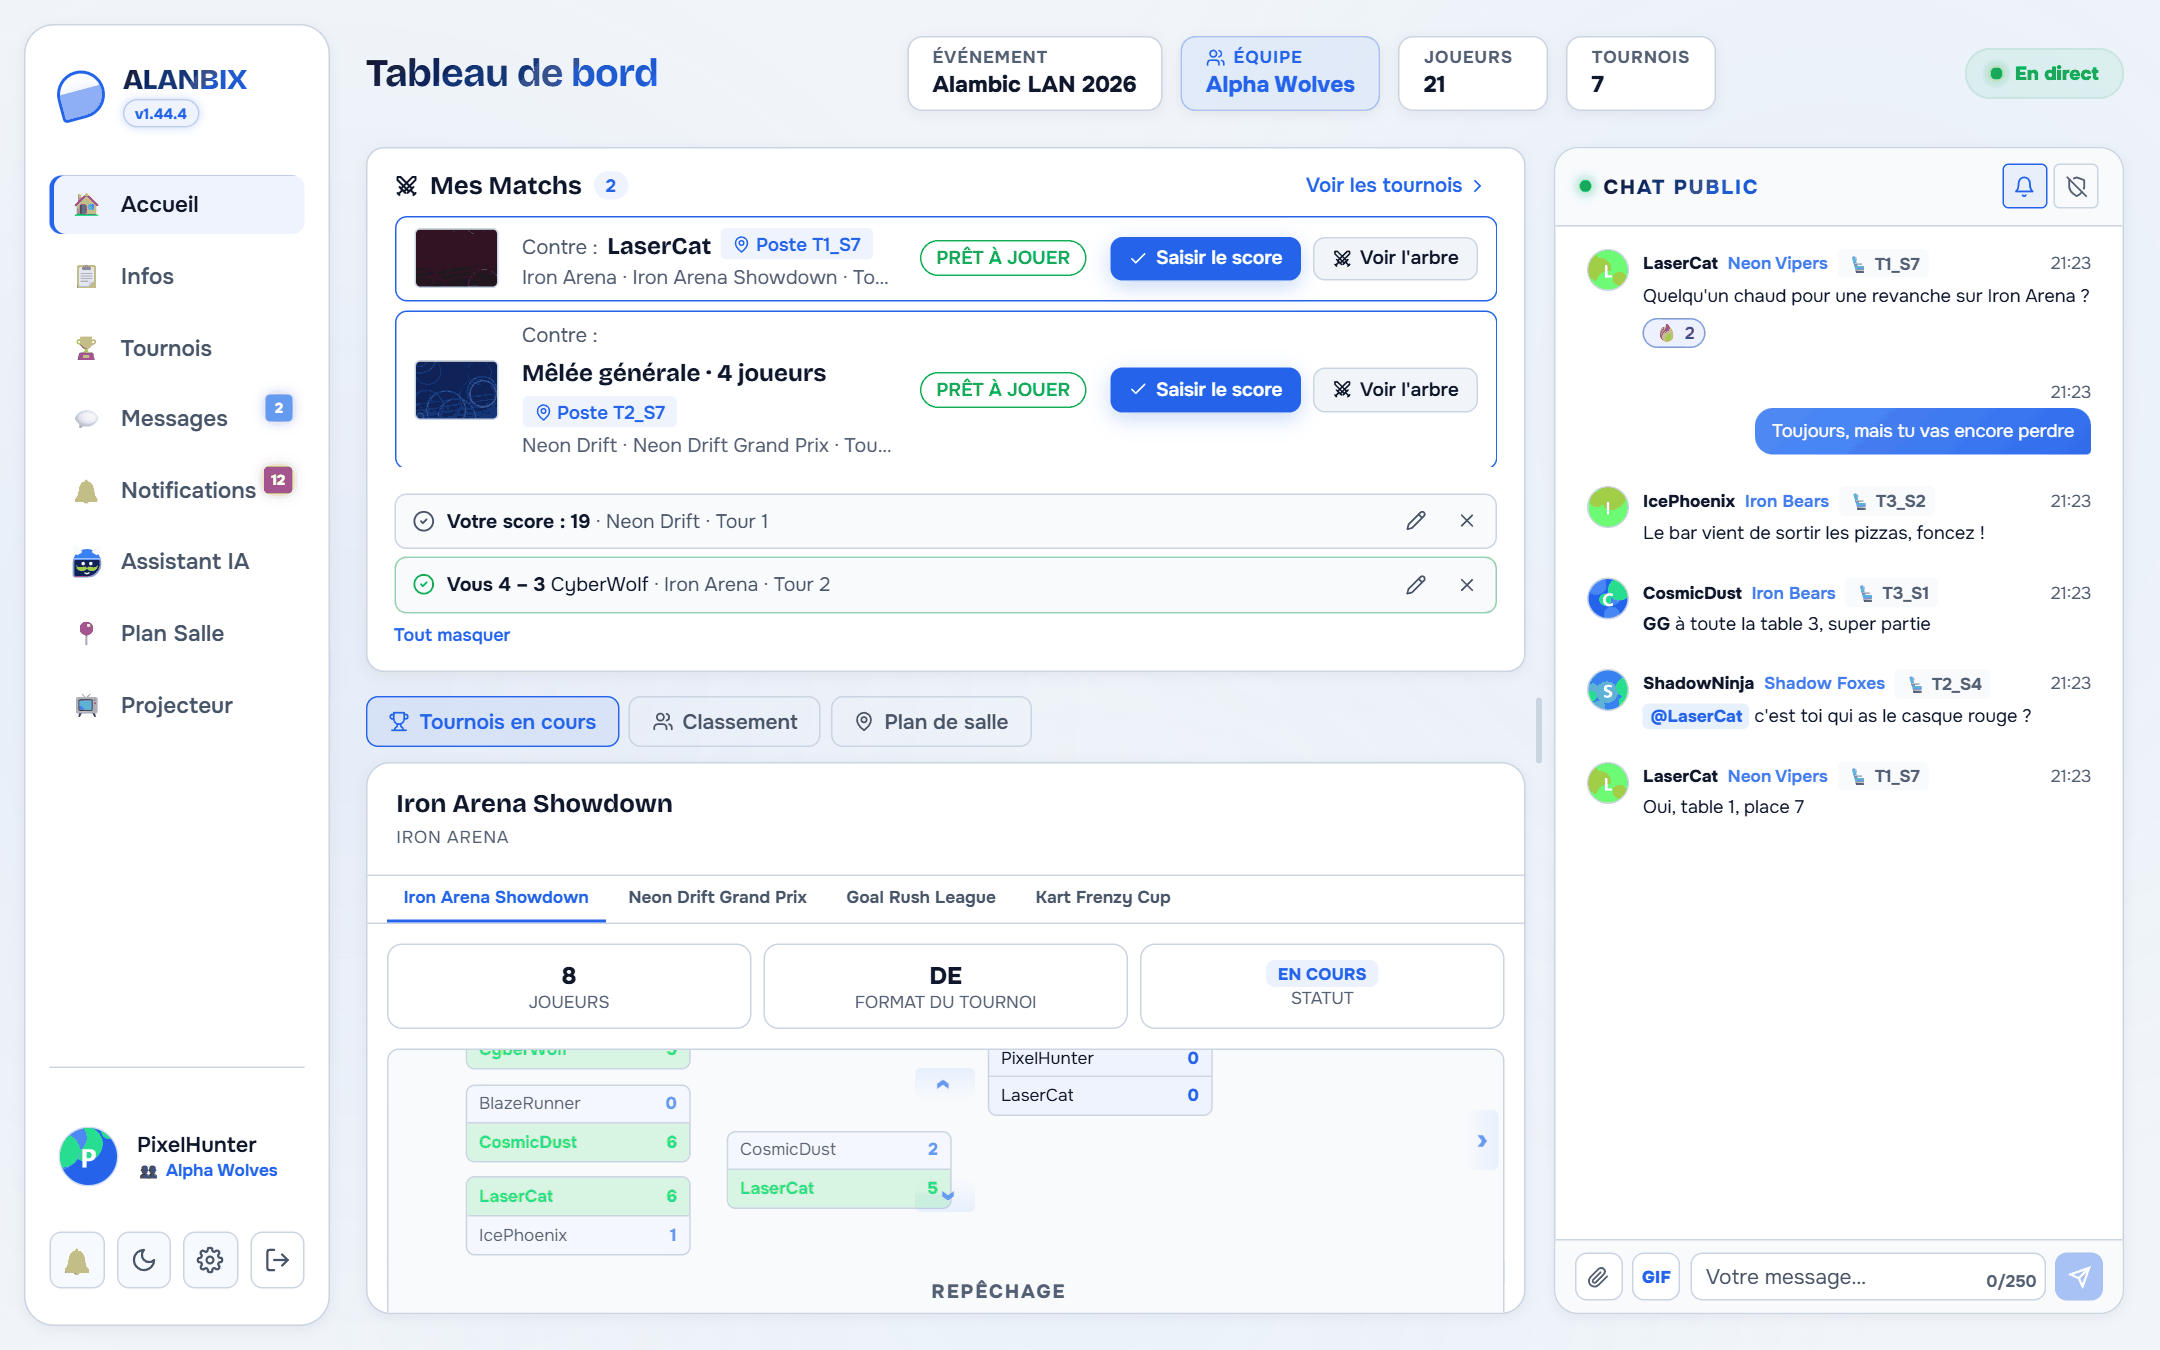 ALANBIX
v1.44.4
Accueil
Infos
Tournois
Messages
2
Notifications
12
Assistant IA
Plan Salle
Projecteur
P
PixelHunter
Alpha Wolves
Tableau de bord
ÉVÉNEMENT
Alambic LAN 2026
ÉQUIPE
Alpha Wolves
JOUEURS
21
TOURNOIS
7
En direct
Mes Matchs 2
Voir les tournois
Contre : LaserCat Poste T1_S7
Iron Arena · Iron Arena Showdown · To...
PRÊT À JOUER
Saisir le score
Voir l'arbre
Contre :
Mêlée générale · 4 joueurs
Poste T2_S7
Neon Drift · Neon Drift Grand Prix · Tou...
PRÊT À JOUER
Saisir le score
Voir l'arbre
Votre score : 19 · Neon Drift · Tour 1
Vous 4 – 3 CyberWolf · Iron Arena · Tour 2
Tout masquer
Tournois en cours
Classement
Plan de salle
Iron Arena Showdown
IRON ARENA
Iron Arena Showdown
Neon Drift Grand Prix
Goal Rush League
Kart Frenzy Cup
8
JOUEURS
DE
FORMAT DU TOURNOI
EN COURS
STATUT
CyberWolf
BlazeRunner 0
CosmicDust 6
LaserCat 6
IcePhoenix 1
CosmicDust 2
LaserCat 5
PixelHunter 0
LaserCat 0
REPÊCHAGE
CHAT PUBLIC
L
LaserCat Neon Vipers T1_S7 21:23
Quelqu'un chaud pour une revanche sur Iron Arena ?
2
21:23
Toujours, mais tu vas encore perdre
I
IcePhoenix Iron Bears T3_S2 21:23
Le bar vient de sortir les pizzas, foncez !
C
CosmicDust Iron Bears T3_S1 21:23
GG à toute la table 3, super partie
S
ShadowNinja Shadow Foxes T2_S4 21:23
@LaserCat c'est toi qui as le casque rouge ?
L
LaserCat Neon Vipers T1_S7 21:23
Oui, table 1, place 7
GIF
Votre message...
0/250